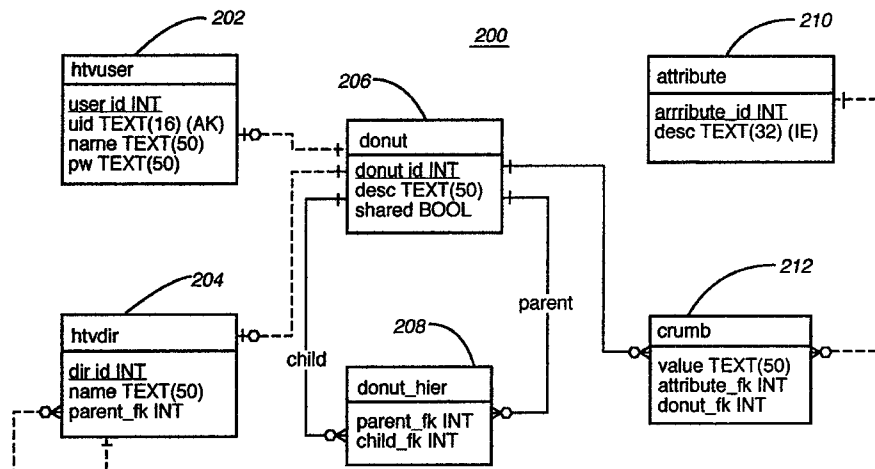 202
200
210
htvuser
user id INT
uid TEXT(16) (AK)
name TEXT(50)
pw TEXT(50)
206
donut
donut id INT
desc TEXT(50)
shared BOOL
attribute
arrribute_id INT
desc TEXT(32) (IE)
204
htvdir
dir id INT
name TEXT(50)
parent_fk INT
child
208
donut_hier
parent_fk INT
child_fk INT
parent
212
crumb
value TEXT(50)
attribute_fk INT
donut_fk INT